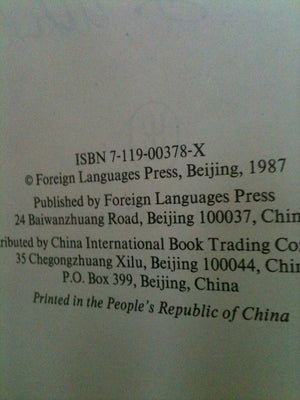 ISBN 7-119-00378-X
© Foreign Languages Press, Beijing, 1987
Published by Foreign Languages Press
24 Baiwanzhuang Road, Beijing 100037, Chin
ributed by China International Book Trading Co
35 Chegongzhuang Xilu, Beijing 100044, Chin
P.O. Box 399, Beijing, China
Printed in the People's Republic of China